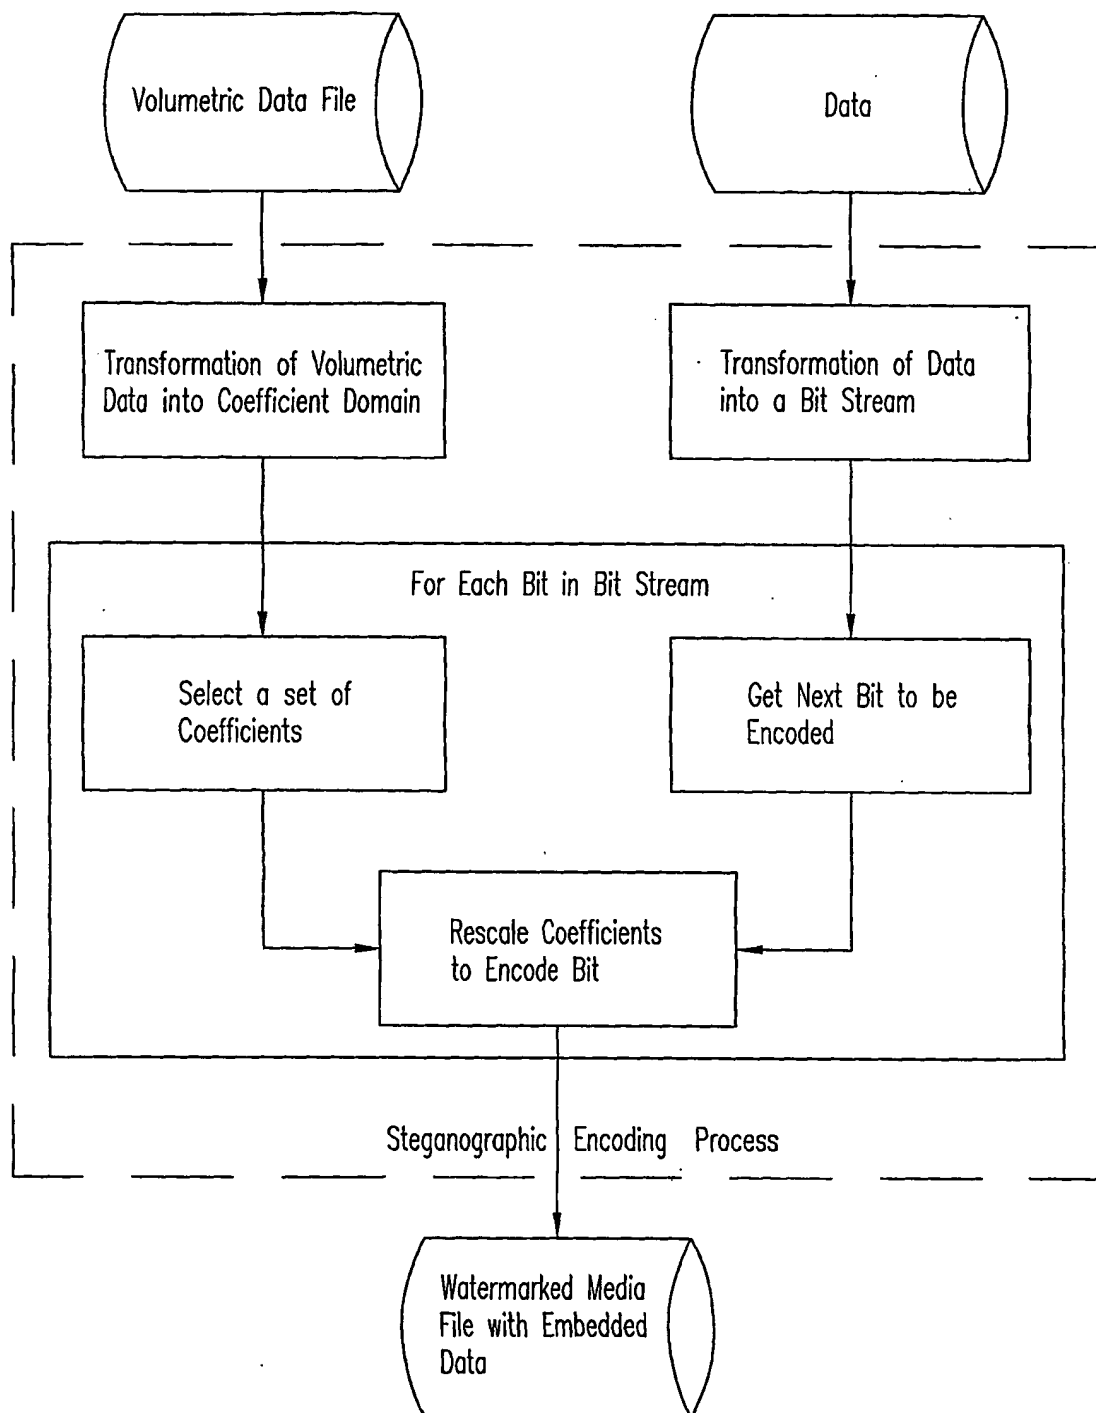 Volumetric Data File
Data
Transformation of Volumetric
Data into Coefficient Domain
Transformation of Data
into a Bit Stream
For Each Bit in Bit Stream
Select a set of
Coefficients
Get Next Bit to be
Encoded
Rescale Coefficients
to Encode Bit
Steganographic Encoding Process
Watermarked Media
File with Embedded
Data